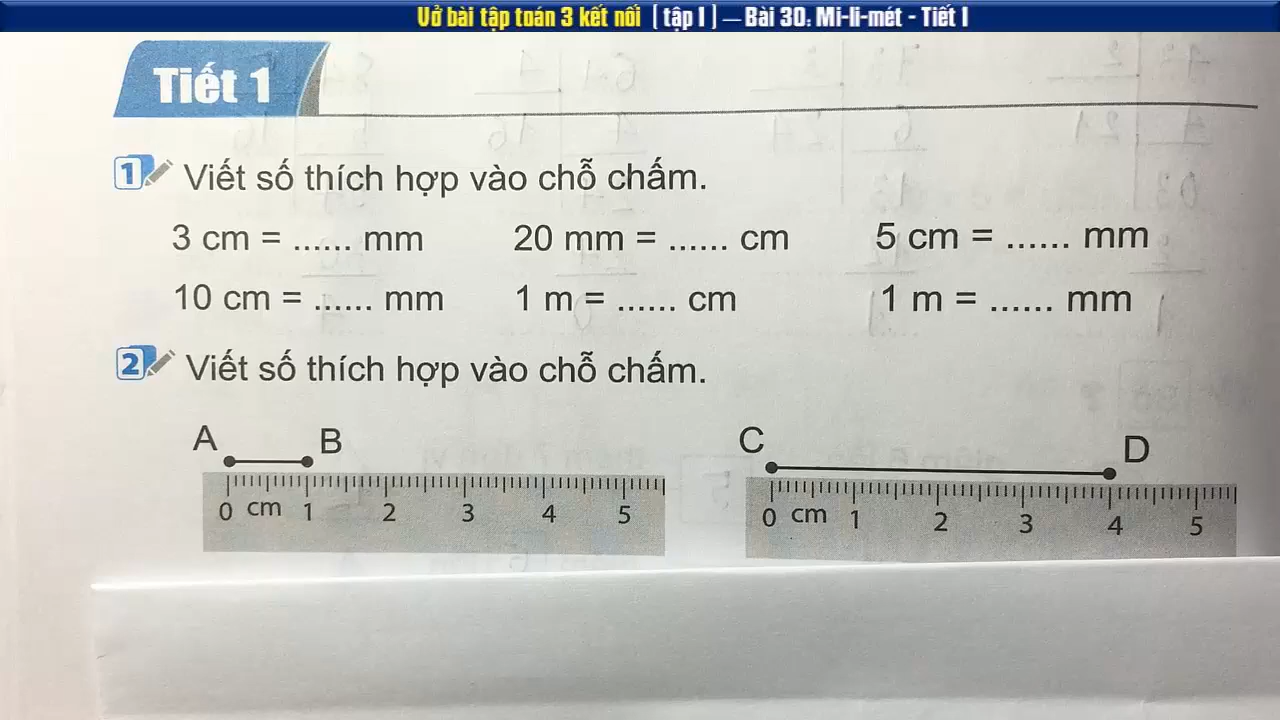 Vở bài tập toán 3 kết nối ( tập 1 ) – Bài 30: Mi-li-mét - Tiết 1
Tiết 1
1 Viết số thích hợp vào chỗ chấm.
3 cm = ...... mm 20 mm = ...... cm 5 cm = ...... mm
10 cm = ...... mm 1 m = ...... cm 1 m = ...... mm
2 Viết số thích hợp vào chỗ chấm.
A B C D
0 cm 1 2 3 4 5 0 cm 1 2 3 4 5